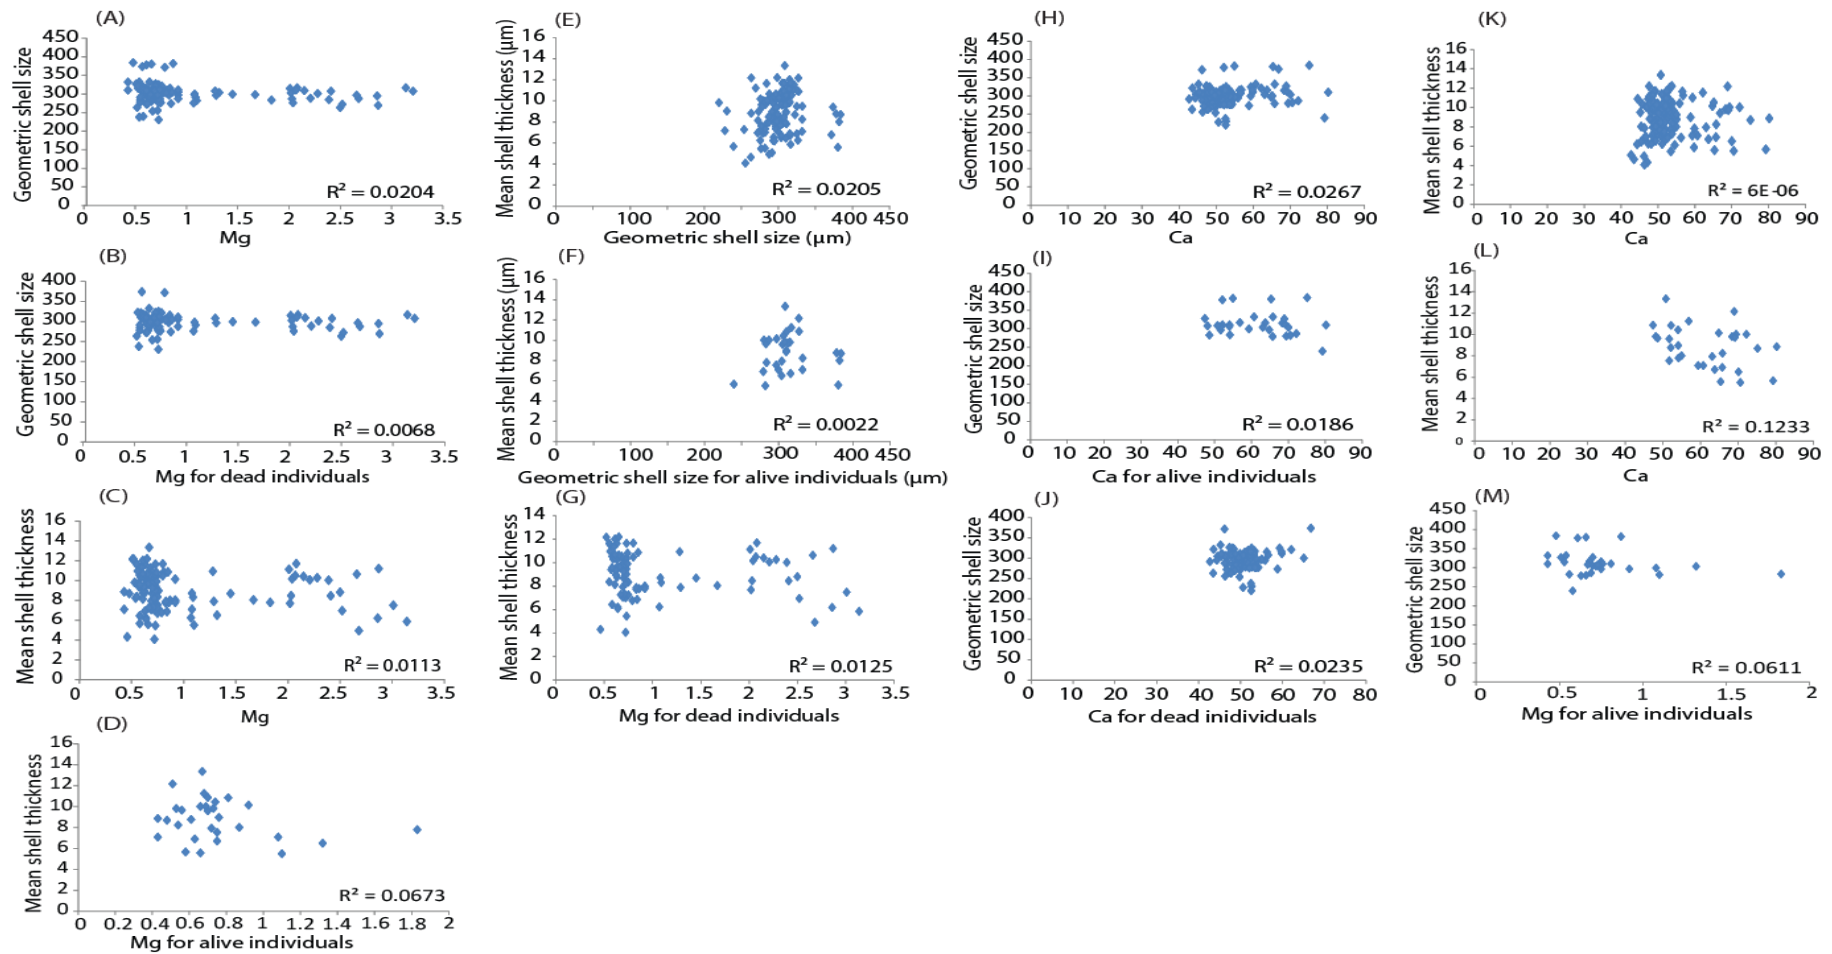 (A)
Geometric shell size
450
400
350
300
250
200
150
100
50
0
R² = 0.0204
0 0.5 1 1.5 2 2.5 3 3.5
Mg
(B)
Geometric shell size
400
350
300
250
200
150
100
50
0
R² = 0.0068
0 0.5 1 1.5 2 2.5 3 3.5
Mg for dead individuals
(C)
Mean shell thickness
16
14
12
10
8
6
4
2
0
R² = 0.0113
0 0.5 1 1.5 2 2.5 3 3.5
Mg
(D)
Mean shell thickness
16
14
12
10
8
6
4
2
0
R² = 0.0673
0 0.2 0.4 0.6 0.8 1 1.2 1.4 1.6 1.8 2
Mg for alive individuals
(E)
Mean shell thickness (µm)
16
14
12
10
8
6
4
2
0
R² = 0.0205
0 100 200 300 400 450
Geometric shell size (µm)
(F)
Mean shell thickness (µm)
16
14
12
10
8
6
4
2
0
R² = 0.0022
0 100 200 300 400 450
Geometric shell size for alive individuals (µm)
(G)
Mean shell thickness
14
12
10
8
6
4
2
0
R² = 0.0125
0 0.5 1 1.5 2 2.5 3 3.5
Mg for dead individuals
(H)
Geometric shell size
450
400
350
300
250
200
150
100
50
0
R² = 0.0267
0 10 20 30 40 50 60 70 80 90
Ca
(I)
Geometric shell size
450
400
350
300
250
200
150
100
50
0
R² = 0.0186
0 10 20 30 40 50 60 70 80 90
Ca for alive individuals
(J)
Geometric shell size
400
350
300
250
200
150
100
50
0
R² = 0.0235
0 10 20 30 40 50 60 70 80
Ca for dead inidividuals
(K)
Mean shell thickness
16
14
12
10
8
6
4
2
0
R² = 6E-06
0 10 20 30 40 50 60 70 80 90
Ca
(L)
Mean shell thickness
16
14
12
10
8
6
4
2
0
R² = 0.1233
0 10 20 30 40 50 60 70 80 90
Ca
(M)
Geometric shell size
450
400
350
300
250
200
150
100
50
0
R² = 0.0611
0 0.5 1 1.5 2
Mg for alive individuals